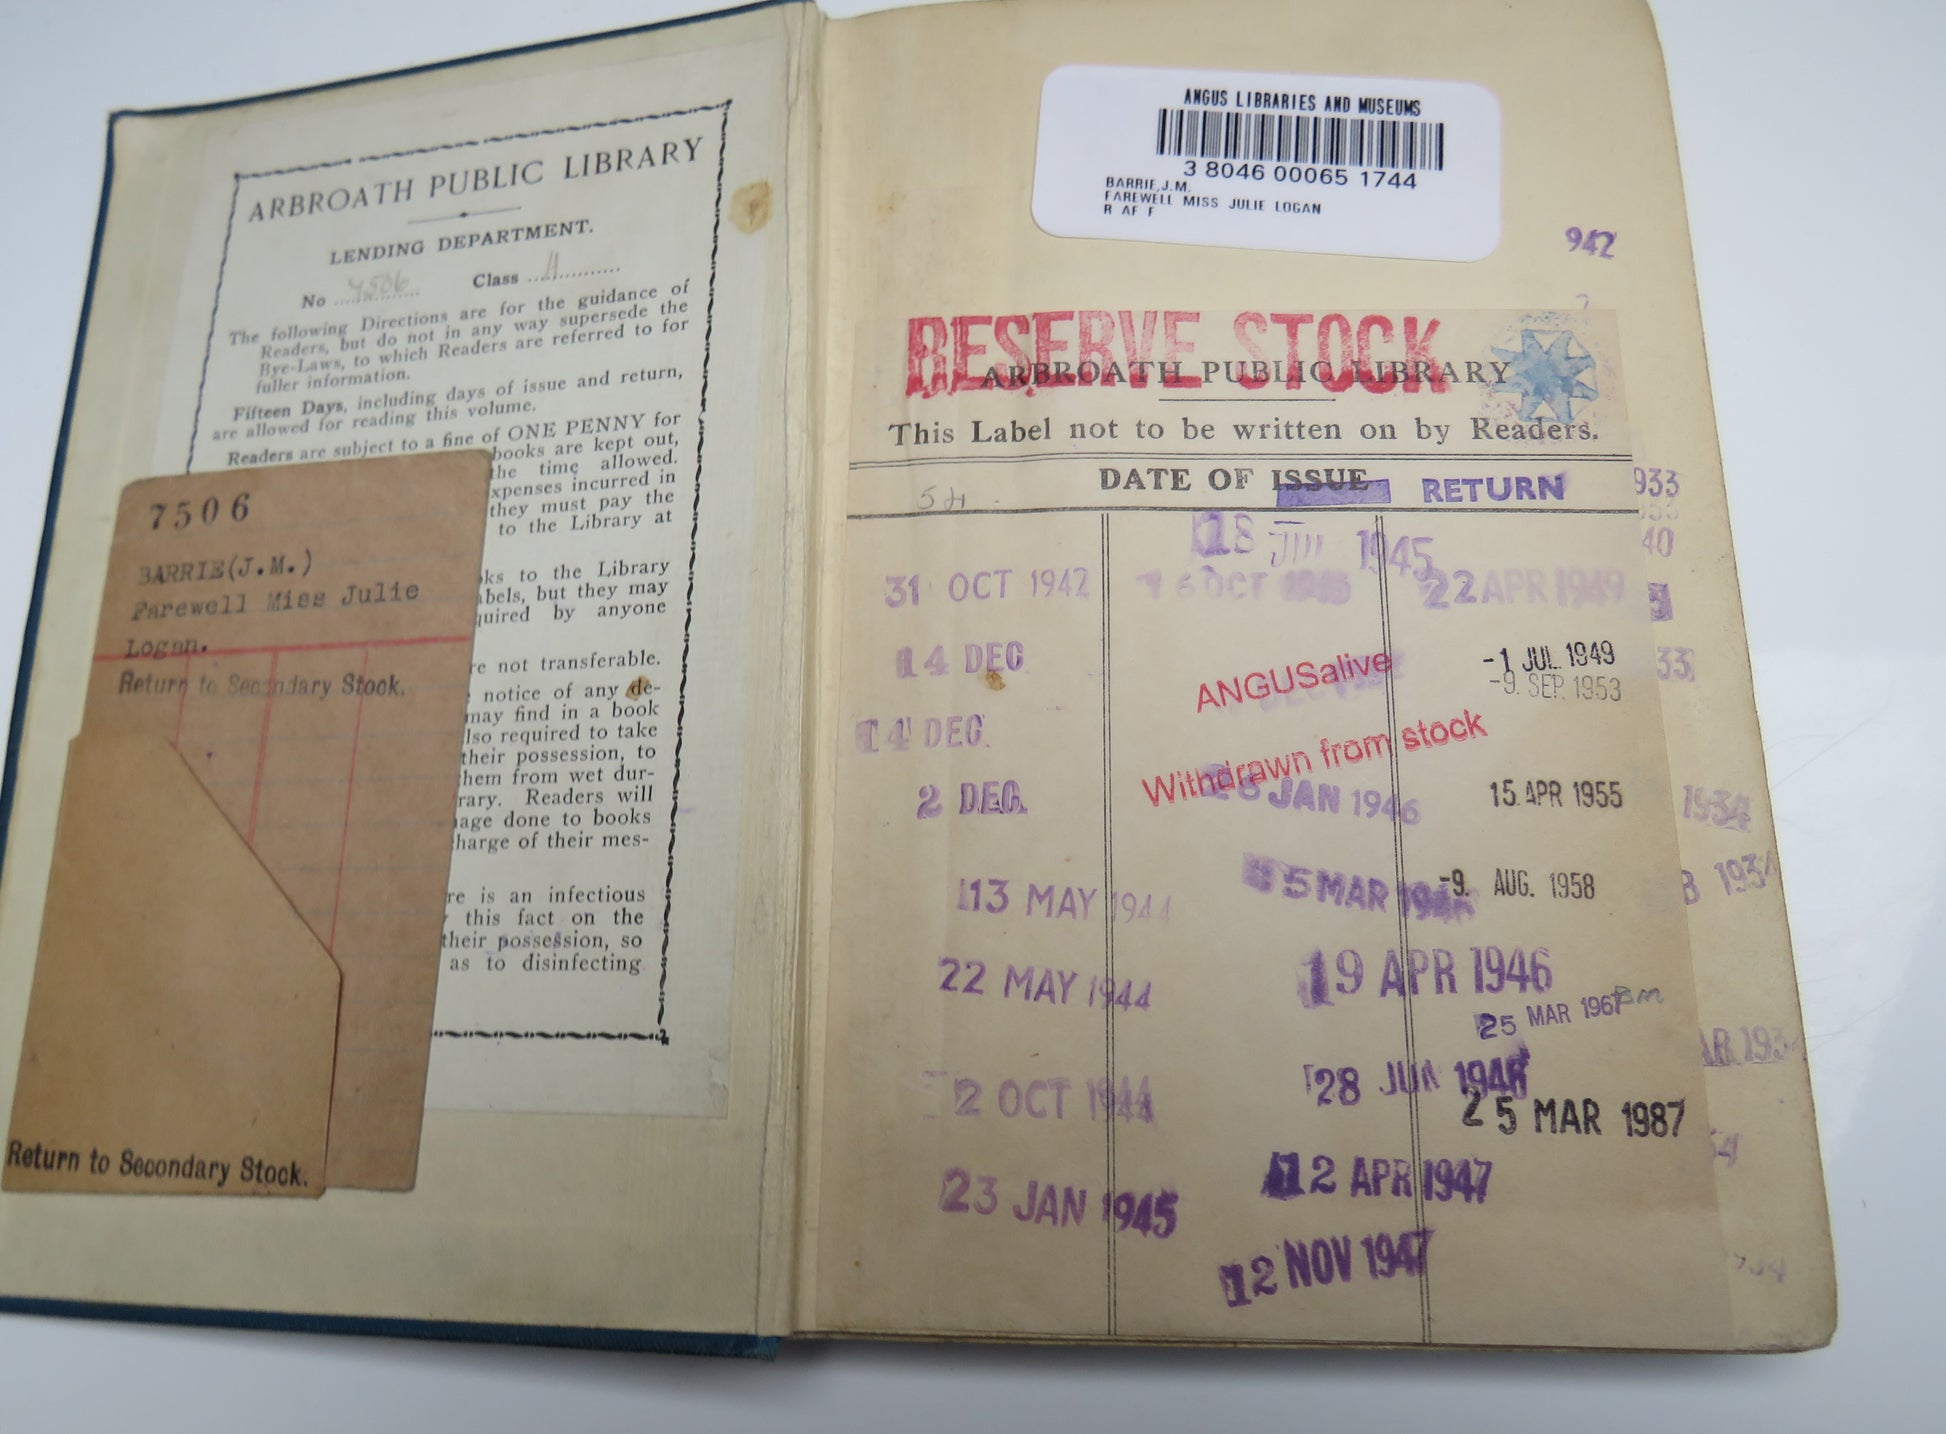 ARBROATH PUBLIC LIBRARY
LENDING DEPARTMENT.
No 7506 Class
The following Directions are for the guidance of
Readers, but do not in any way supersede the
Bye-Laws, to which Readers are referred to for
fuller information.
Fifteen Days, including days of issue and return,
are allowed for reading this volume.
Readers are subject to a fine of ONE PENNY for
books are kept out,
the time allowed.
xpenses incurred in
they must pay the
to the Library at
ks to the Library
abels, but they may
quired by anyone
re not transferable.
notice of any de-
may find in a book
lso required to take
their possession, to
hem from wet dur-
rary. Readers will
age done to books
harge of their mes-
re is an infectious
this fact on the
their possession, so
as to disinfecting
7506
BARRIE(J.M.)
Farewell Miss Julie
Logan.
Return to Secondary Stock.
Return to Secondary Stock.
ANGUS LIBRARIES AND MUSEUMS
3 8046 00065 1744
BARRIE,J.M.
FAREWELL MISS JULIE LOGAN
R AF F
942
RESERVE STOCK
ARBROATH PUBLIC LIBRARY
This Label not to be written on by Readers.
DATE OF ISSUE RETURN
933
40
31 OCT 1942
14 DEC
14 DEC.
2 DEC.
13 MAY 1944
22 MAY 1944
2 OCT 1944
23 JAN 1945
18 JUL 1945
OCT
ANGUSalive
Withdrawn from stock
JAN 1946
5 MAR
19 APR 1946
28 JUN 1946
12 APR 1947
12 NOV 1947
22 APR 1949
-1 JUL 1949
-9. SEP. 1953
15. APR 1955
-9. AUG. 1958
25 MAR 1967
25 MAR 1987
33
1934
1934
AR 1934
34